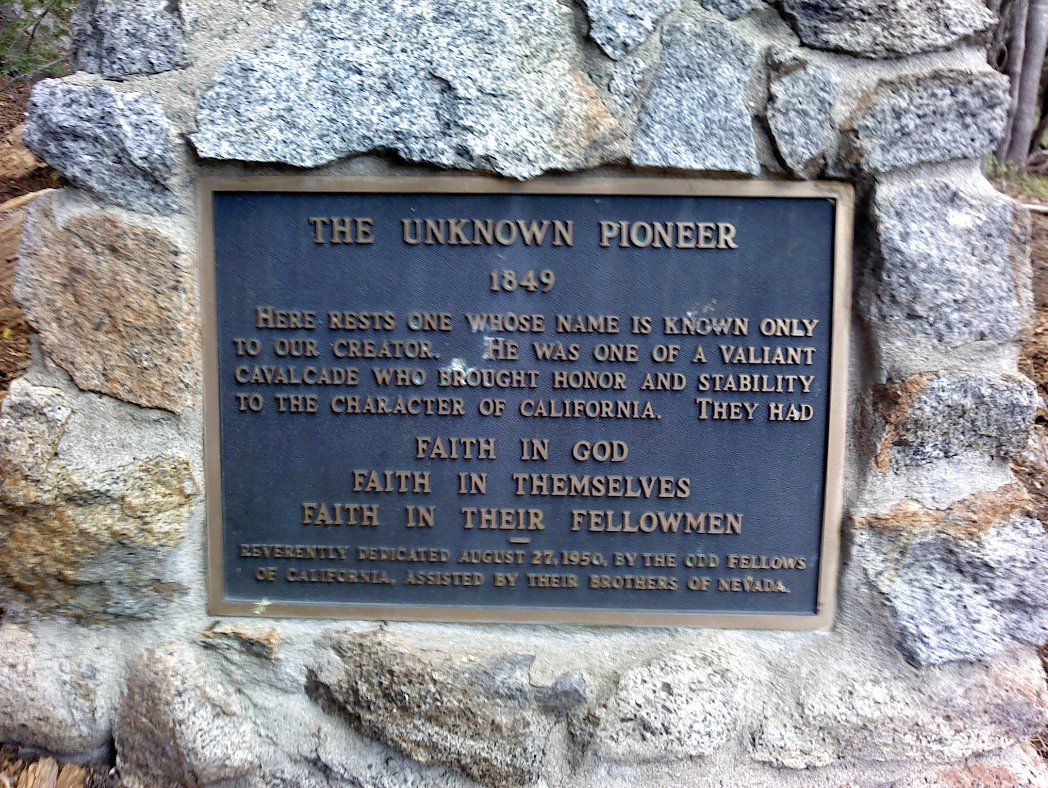 THE UNKNOWN PIONEER
1849
HERE RESTS ONE WHOSE NAME IS KNOWN ONLY
TO OUR CREATOR. HE WAS ONE OF A VALIANT
CAVALCADE WHO BROUGHT HONOR AND STABILITY
TO THE CHARACTER OF CALIFORNIA. THEY HAD
FAITH IN GOD
FAITH IN THEMSELVES
FAITH IN THEIR FELLOWMEN
REVERENTLY DEDICATED AUGUST 27, 1950, BY THE ODD FELLOWS
OF CALIFORNIA, ASSISTED BY THEIR BROTHERS OF NEVADA.